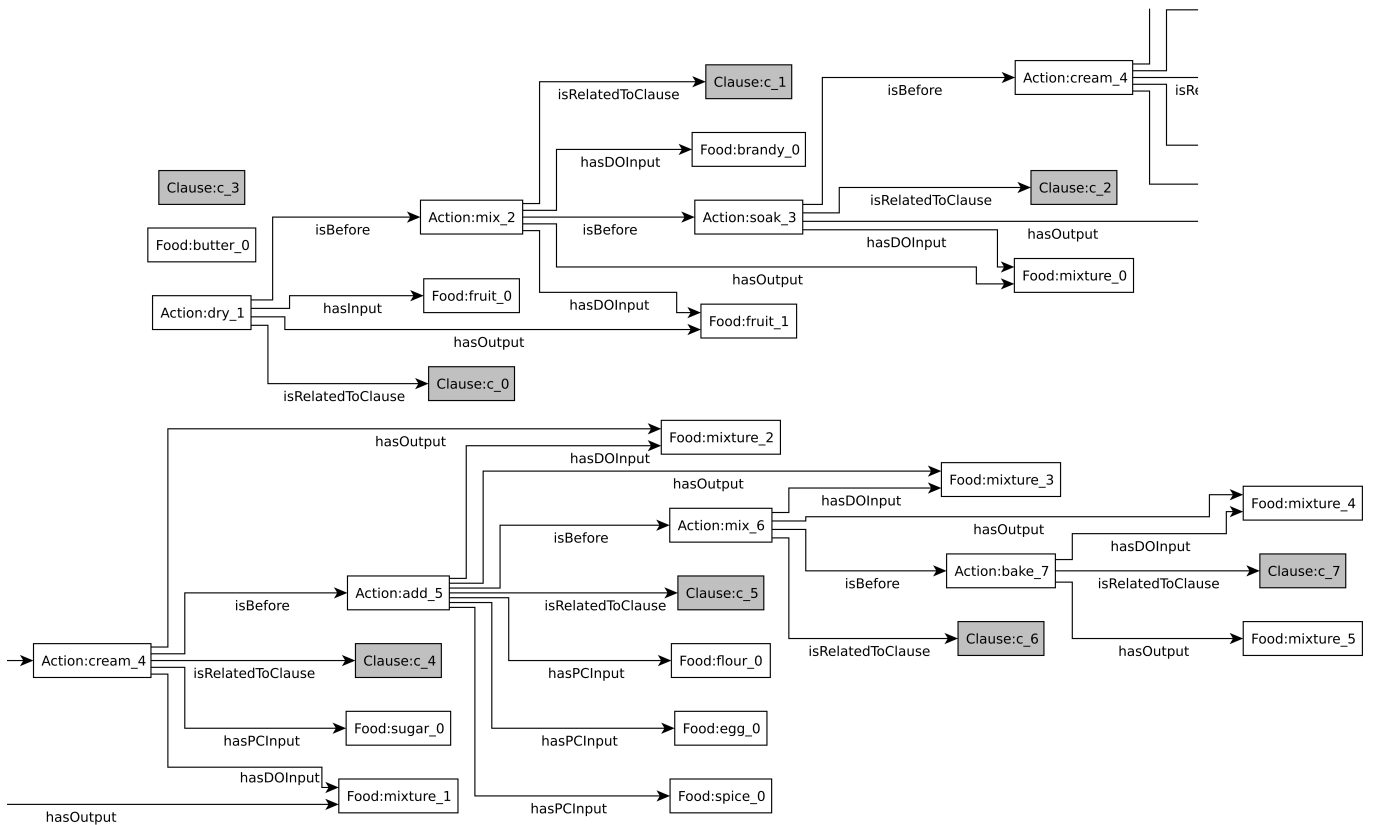 Clause:c_1
isRelatedToClause
Action:cream_4
isBefore
isRe
Food:brandy_0
hasDOInput
Clause:c_3
Clause:c_2
isRelatedToClause
Action:mix_2
Action:soak_3
isBefore
isBefore
hasOutput
Food:butter_0
hasDOInput
Food:mixture_0
hasOutput
Food:fruit_0
hasInput
hasDOInput
Action:dry_1
Food:fruit_1
hasOutput
Clause:c_0
isRelatedToClause
Food:mixture_2
hasOutput
hasDOInput
Food:mixture_3
hasOutput
hasDOInput
Food:mixture_4
Action:mix_6
hasOutput
isBefore
hasDOInput
Action:bake_7
Clause:c_7
isBefore
isRelatedToClause
Action:add_5
Clause:c_5
isBefore
isRelatedToClause
Clause:c_6
Food:mixture_5
isRelatedToClause
hasOutput
Action:cream_4
Clause:c_4
isRelatedToClause
Food:flour_0
hasPCInput
Food:sugar_0
hasPCInput
Food:egg_0
hasPCInput
hasDOInput
Food:mixture_1
hasOutput
Food:spice_0
hasPCInput